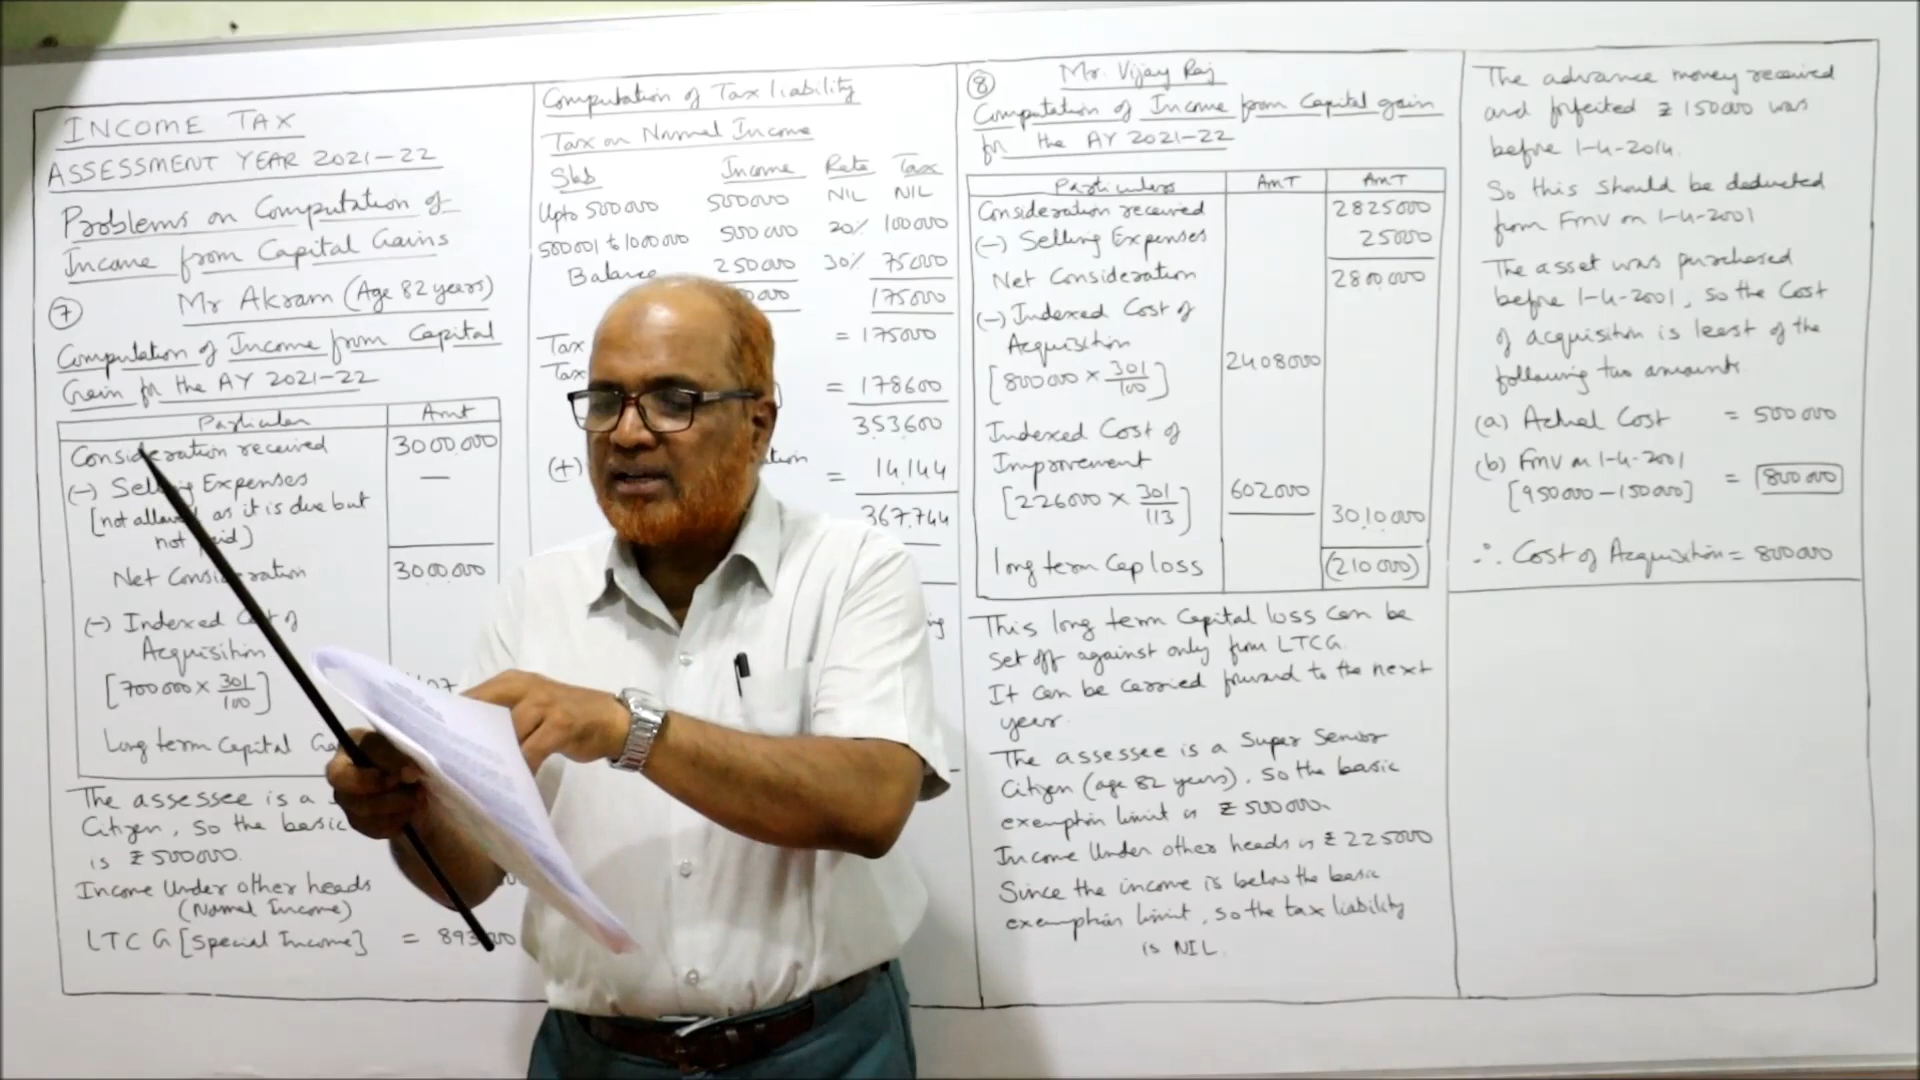 INCOME TAX
ASSESSMENT YEAR 2021-22
Problems on Computation of
Income from Capital Gains
⑦ Mr Akram (Age 82 years)
Computation of Income from Capital
Gain for the AY 2021-22
Particulars Amt
Consideration received 3000000
(-) Selling Expenses —
[not allowed as it is due but
not paid]
Net Consideration 3000000
(-) Indexed Cost of
Acquisition
[700000 × 301/100]
Long term Capital
The assessee is a
Citizen, so the basic
is ₹ 500000.
Income Under other heads
(Normal Income)
LTCG [Special Income] =
Computation of Tax liability
Tax on Normal Income
Slab Income Rate Tax
Upto 500000 500000 NIL NIL
500001 to 1000000 500000 20% 100000
Balance 250000 30% 75000
175000
Tax = 175000
Tax = 178600
353600
(+) = 14144
367744
⑧ Mr. Vijay Raj
Computation of Income from Capital gain
for the AY 2021-22
Particulars AMT AMT
Consideration received 2825000
(-) Selling Expenses 25000
Net Consideration 2800000
(-) Indexed Cost of
Acquisition
[800000 × 301/100] 2408000
Indexed Cost of
Improvement
[226000 × 301/113] 602000 3010000
long term Cap loss (210000)
This long term Capital loss can be
set off against only from LTCG.
It can be carried forward to the next
year.
The assessee is a Super Senior
Citizen (age 82 years), so the basic
exemption limit is ₹ 500000.
Income Under other heads is ₹ 225000
Since the income is below the basic
exemption limit, so the tax liability
is NIL.
The advance money received
and forfeited ₹ 150000 was
before 1-4-2014.
So this should be deducted
from FMV on 1-4-2001
The asset was purchased
before 1-4-2001, so the Cost
of acquisition is least of the
following two amounts
(a) Actual Cost = 500000
(b) FMV on 1-4-2001
[950000 - 150000] = 800000
∴ Cost of Acquisition = 800000